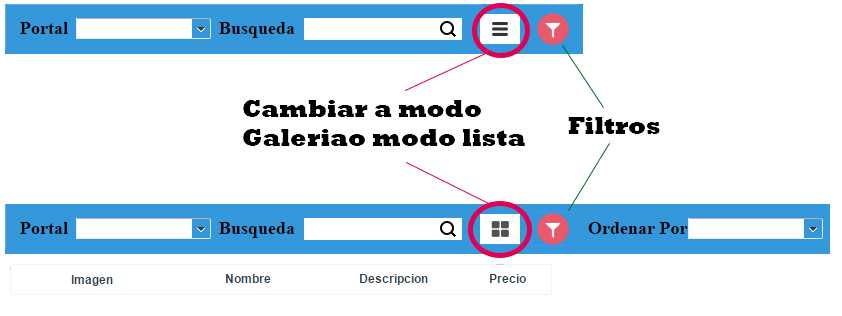 Portal Busqueda
Cambiar a modo
Galeriao modo lista
Filtros
Portal Busqueda Ordenar Por
Imagen Nombre Descripcion Precio